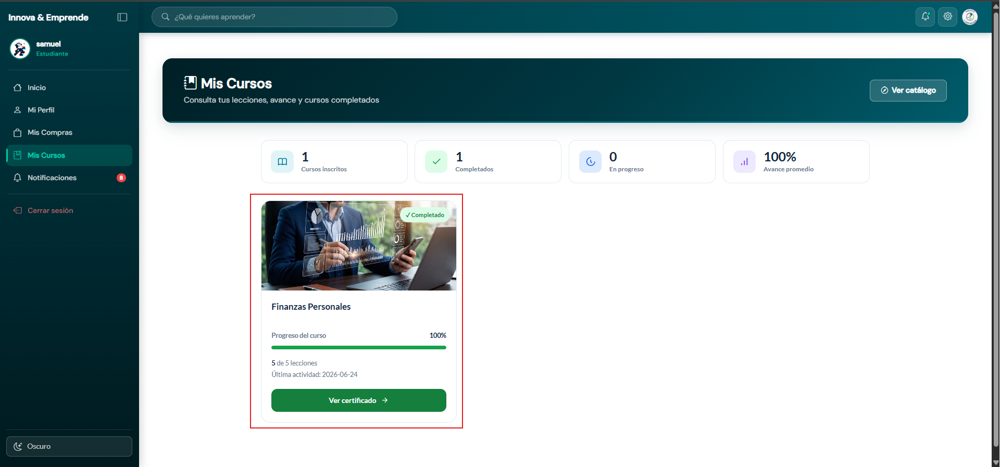 Innova & Emprende
¿Qué quieres aprender?
samuel
Estudiante
Inicio
Mi Perfil
Mis Compras
Mis Cursos
Notificaciones
8
Cerrar sesión
Oscuro
Mis Cursos
Consulta tus lecciones, avance y cursos completados
Ver catálogo
1
Cursos inscritos
1
Completados
0
En progreso
100%
Avance promedio
✓ Completado
Finanzas Personales
Progreso del curso 100%
5 de 5 lecciones
Última actividad: 2026-06-24
Ver certificado →